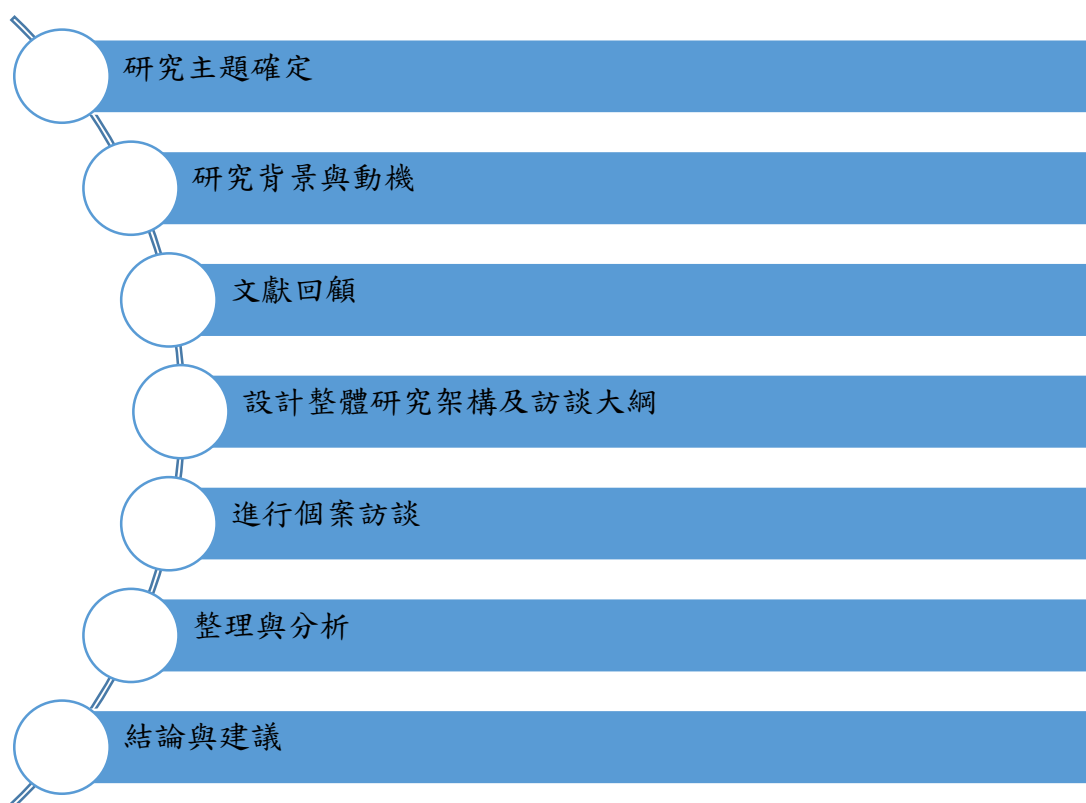 研究主題確定
研究背景與動機
文獻回顧
設計整體研究架構及訪談大綱
進行個案訪談
整理與分析
結論與建議